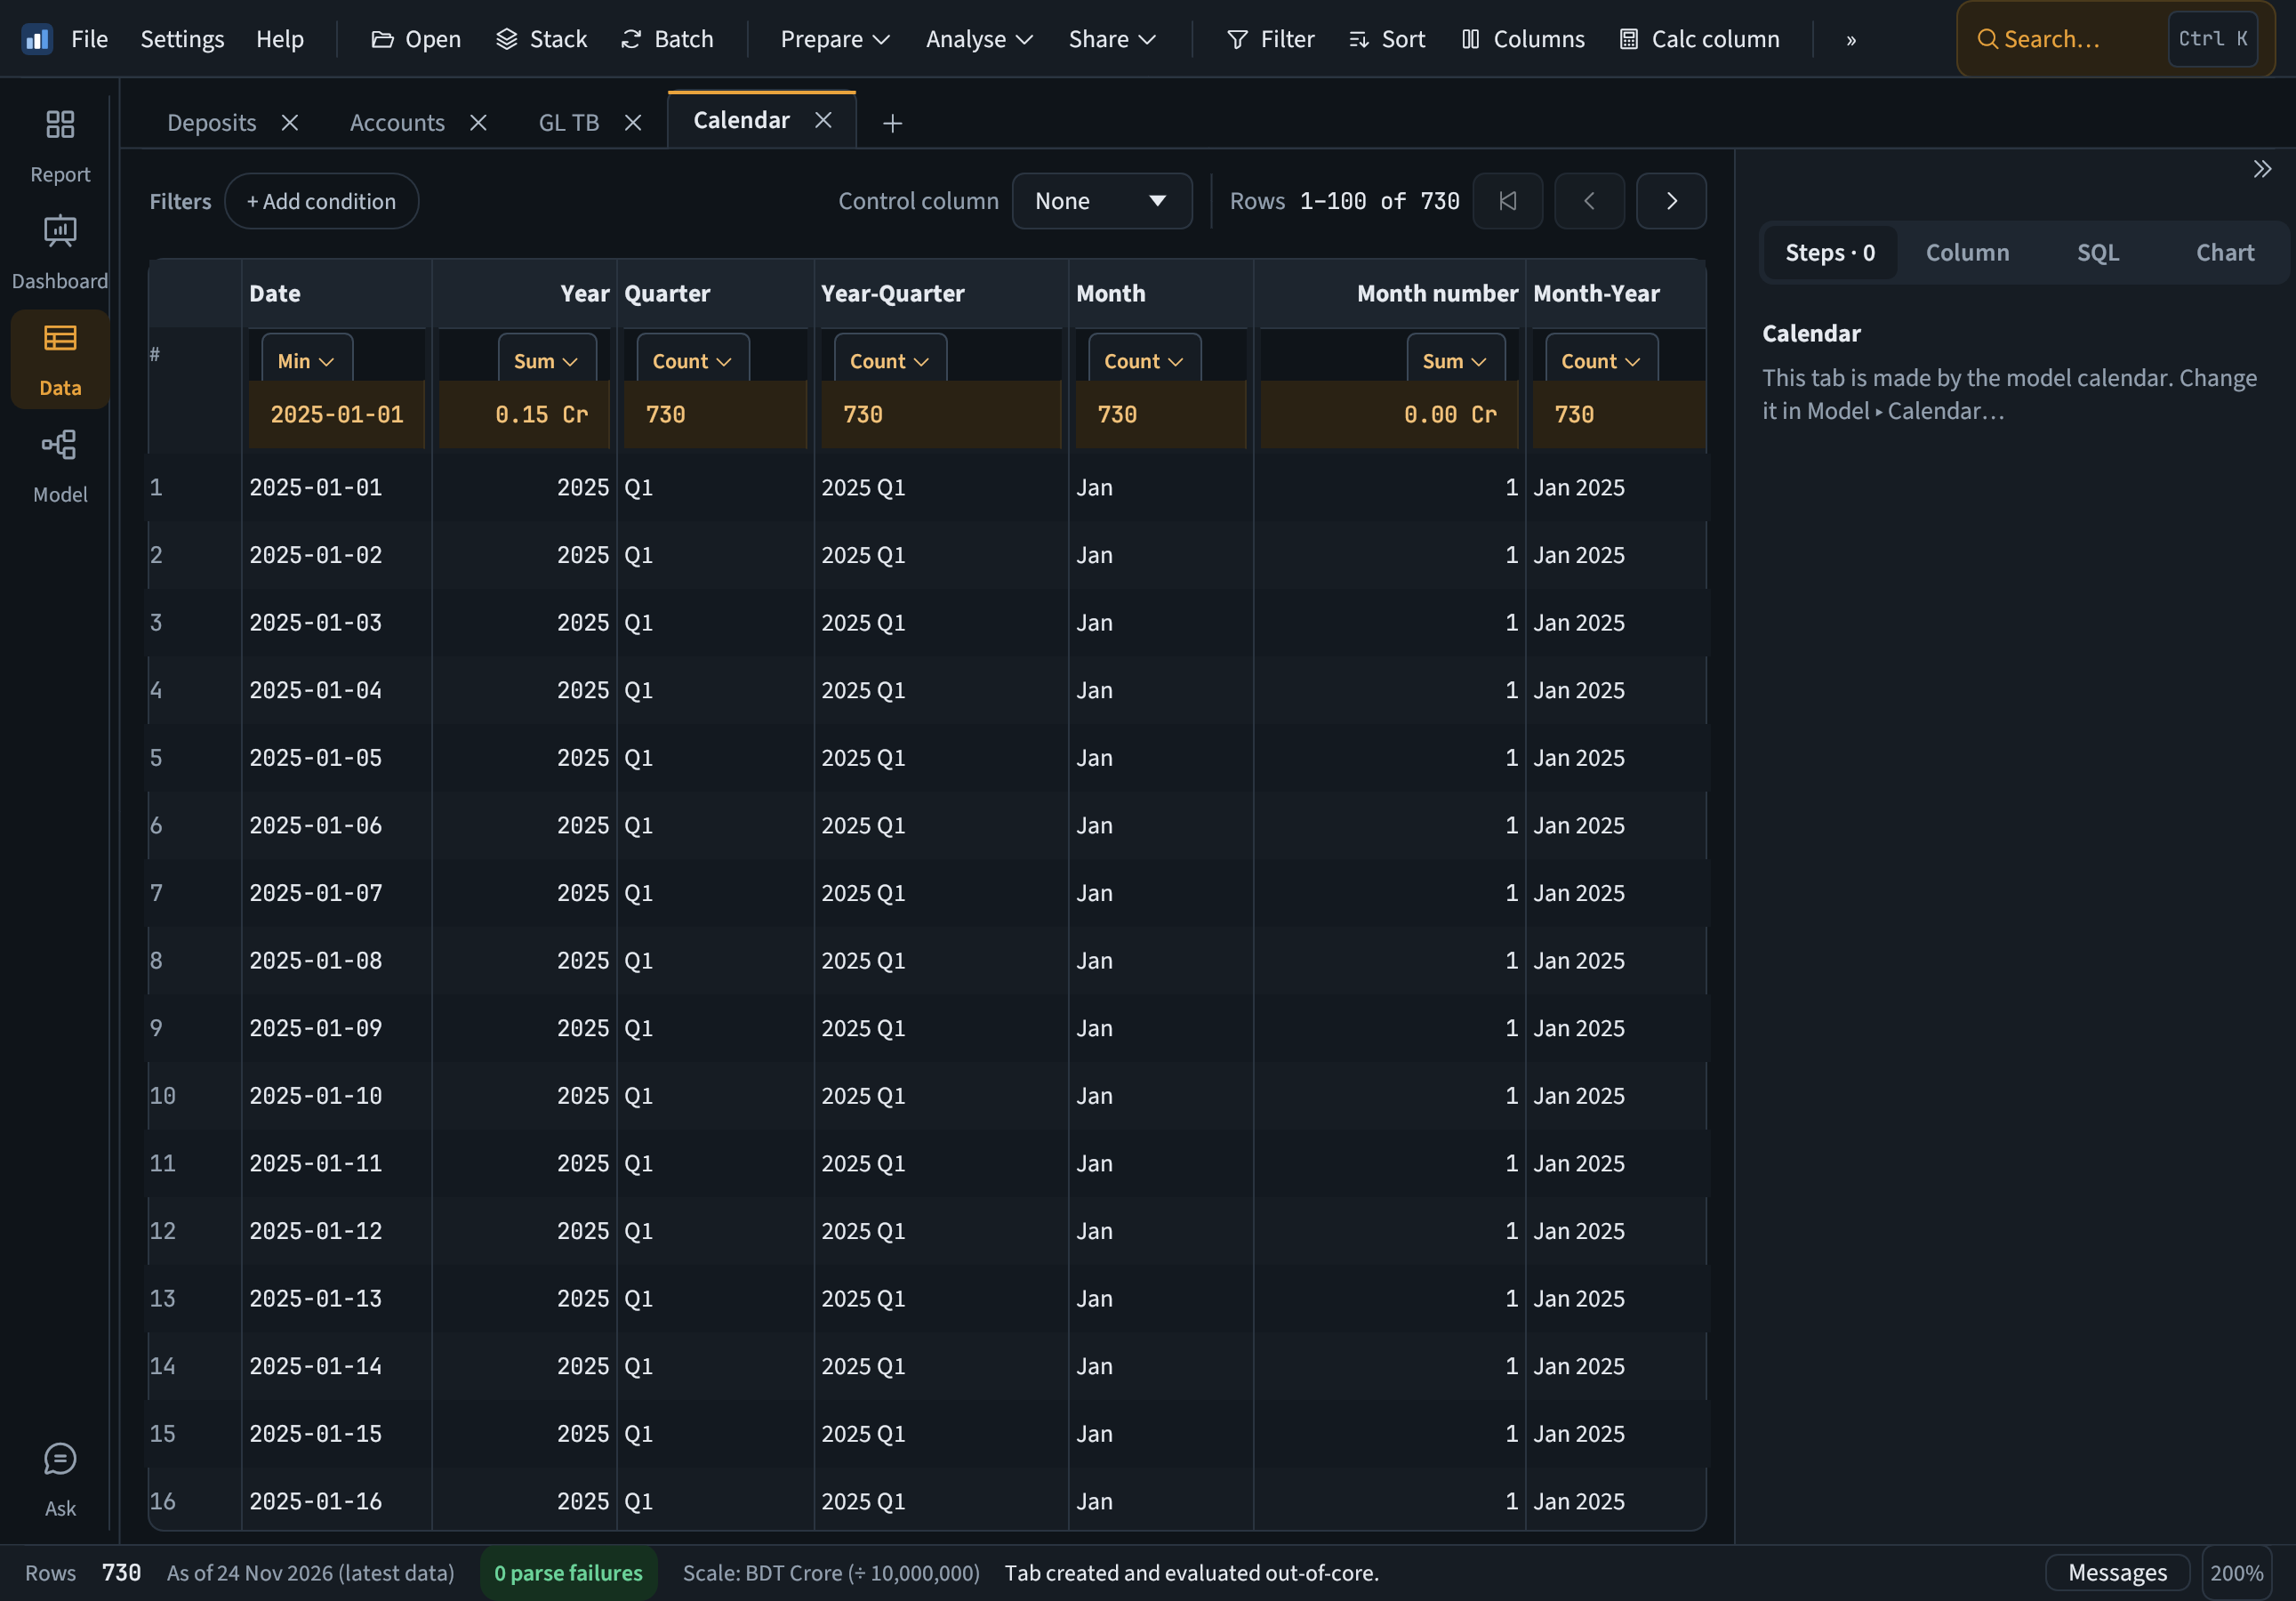 File Settings Help Open Stack Batch Prepare Analyse Share Filter Sort Columns Calc column » Search… Ctrl K
Report
Dashboard
Data
Model
Ask
Deposits Accounts GL TB Calendar
Filters + Add condition Control column None Rows 1–100 of 730
Date Year Quarter Year-Quarter Month Month number Month-Year
# Min Sum Count Count Count Sum Count
2025-01-01 0.15 Cr 730 730 730 0.00 Cr 730
1 2025-01-01 2025 Q1 2025 Q1 Jan 1 Jan 2025
2 2025-01-02 2025 Q1 2025 Q1 Jan 1 Jan 2025
3 2025-01-03 2025 Q1 2025 Q1 Jan 1 Jan 2025
4 2025-01-04 2025 Q1 2025 Q1 Jan 1 Jan 2025
5 2025-01-05 2025 Q1 2025 Q1 Jan 1 Jan 2025
6 2025-01-06 2025 Q1 2025 Q1 Jan 1 Jan 2025
7 2025-01-07 2025 Q1 2025 Q1 Jan 1 Jan 2025
8 2025-01-08 2025 Q1 2025 Q1 Jan 1 Jan 2025
9 2025-01-09 2025 Q1 2025 Q1 Jan 1 Jan 2025
10 2025-01-10 2025 Q1 2025 Q1 Jan 1 Jan 2025
11 2025-01-11 2025 Q1 2025 Q1 Jan 1 Jan 2025
12 2025-01-12 2025 Q1 2025 Q1 Jan 1 Jan 2025
13 2025-01-13 2025 Q1 2025 Q1 Jan 1 Jan 2025
14 2025-01-14 2025 Q1 2025 Q1 Jan 1 Jan 2025
15 2025-01-15 2025 Q1 2025 Q1 Jan 1 Jan 2025
16 2025-01-16 2025 Q1 2025 Q1 Jan 1 Jan 2025
Steps · 0 Column SQL Chart
Calendar
This tab is made by the model calendar. Change
it in Model ▸ Calendar…
Rows 730 As of 24 Nov 2026 (latest data) 0 parse failures Scale: BDT Crore (÷ 10,000,000) Tab created and evaluated out-of-core. Messages 200%